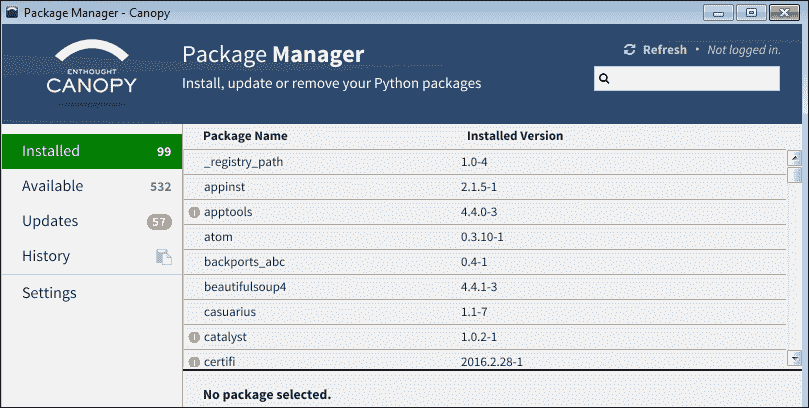 Package Manager - Canopy
ENTHOUGHT
CANOPY
Package Manager
Install, update or remove your Python packages
Refresh • Not logged in.
Installed 99
Available 532
Updates 57
History
Settings
Package Name Installed Version
_registry_path 1.0-4
appinst 2.1.5-1
apptools 4.4.0-3
atom 0.3.10-1
backports_abc 0.4-1
beautifulsoup4 4.4.1-3
casuarius 1.1-7
catalyst 1.0.2-1
certifi 2016.2.28-1
No package selected.